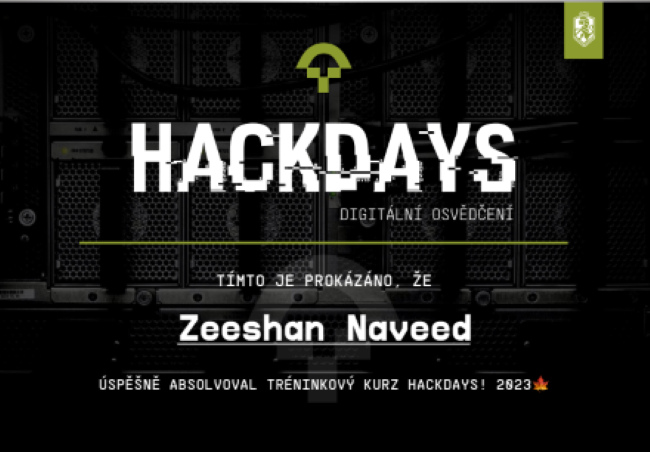 HACKDAYS
DIGITÁLNÍ OSVĚDČENÍ
TÍMTO JE PROKÁZÁNO, ŽE
Zeeshan Naveed
ÚSPĚŠNĚ ABSOLVOVAL TRÉNINKOVÝ KURZ HACKDAYS! 2023🍁